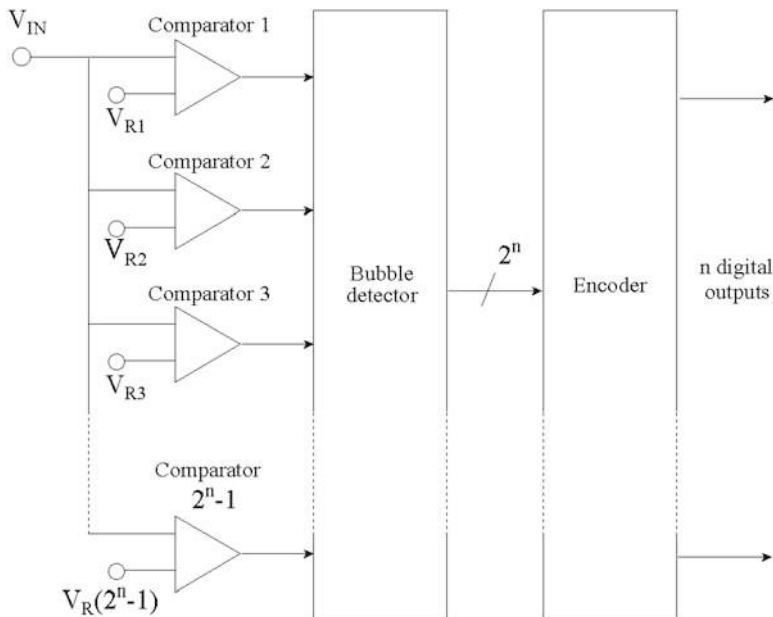 V_IN
Comparator 1
V_R1
Comparator 2
V_R2
Comparator 3
V_R3
Comparator
2^n-1
V_R(2^n-1)
Bubble
detector
2^n
Encoder
n digital
outputs